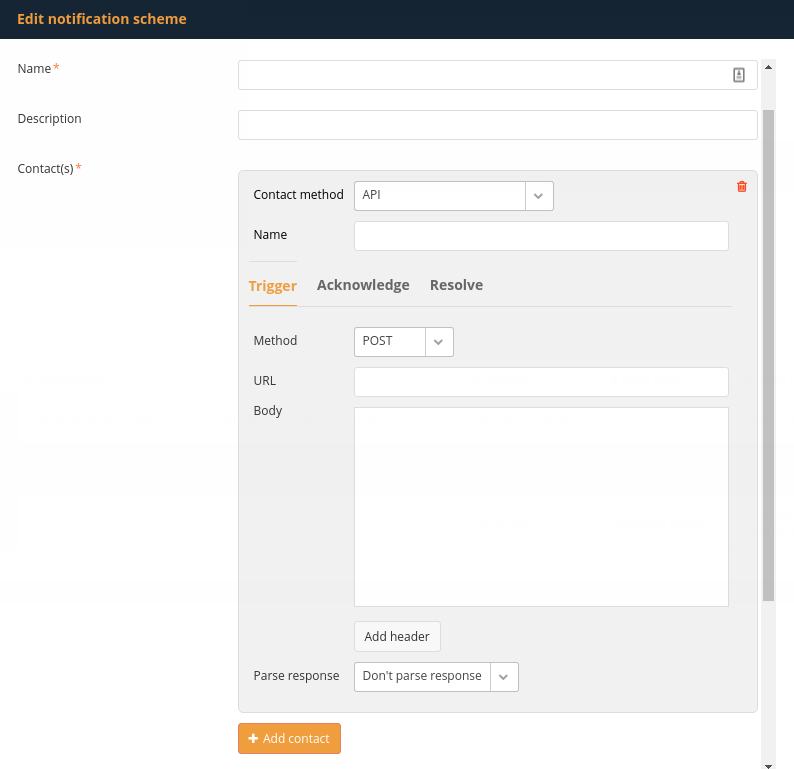 Edit notification scheme
Name*
Description
Contact(s)*
Contact method API
Name
Trigger Acknowledge Resolve
Method POST
URL
Body
Add header
Parse response Don't parse response
+ Add contact